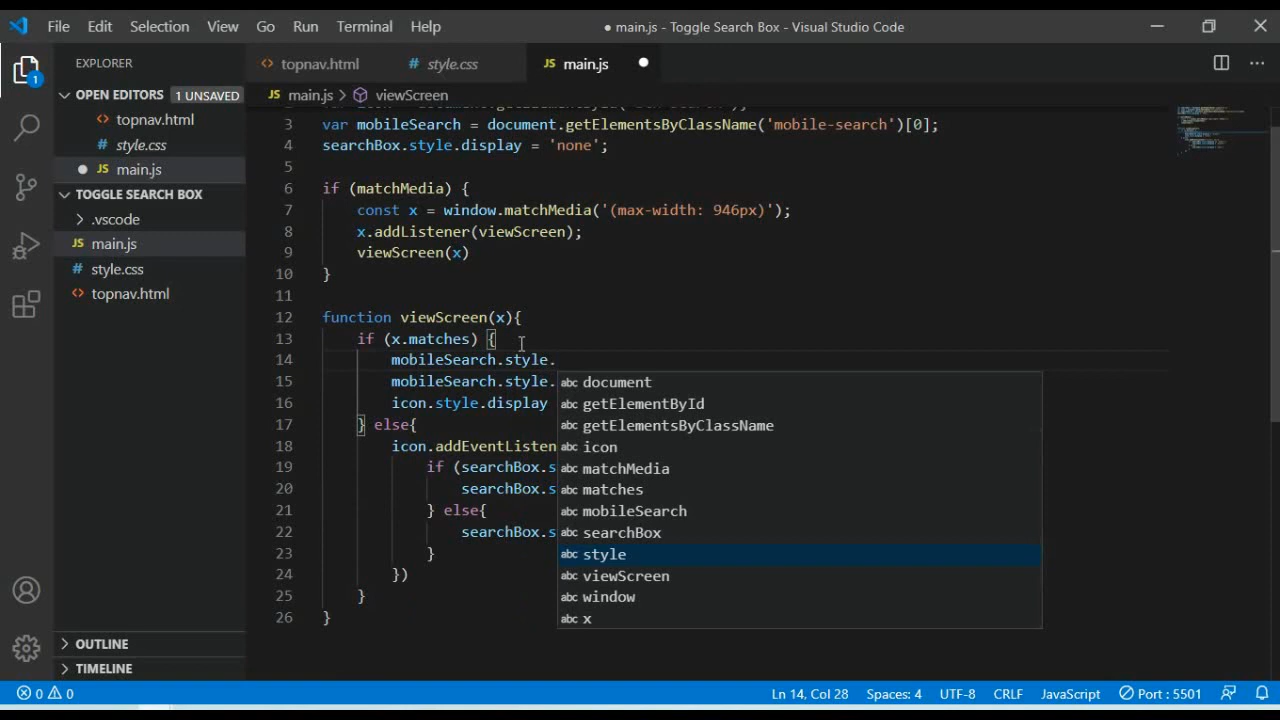 File Edit Selection View Go Run Terminal Help
● main.js - Toggle Search Box - Visual Studio Code
EXPLORER
OPEN EDITORS 1 UNSAVED
topnav.html
style.css
main.js
TOGGLE SEARCH BOX
.vscode
main.js
style.css
topnav.html
OUTLINE
TIMELINE
1
topnav.html style.css main.js
main.js > viewScreen
3 var mobileSearch = document.getElementsByClassName('mobile-search')[0];
4 searchBox.style.display = 'none';
5
6 if (matchMedia) {
7 const x = window.matchMedia('(max-width: 946px)');
8 x.addListener(viewScreen);
9 viewScreen(x)
10 }
11
12 function viewScreen(x){
13 if (x.matches) {
14 mobileSearch.style.
15 mobileSearch.style.
16 icon.style.display
17 } else{
18 icon.addEventListen
19 if (searchBox.s
20 searchBox.s
21 } else{
22 searchBox.s
23 }
24 })
25 }
26 }
abc document
abc getElementById
abc getElementsByClassName
abc icon
abc matchMedia
abc matches
abc mobileSearch
abc searchBox
abc style
abc viewScreen
abc window
abc x
0 0 Ln 14, Col 28 Spaces: 4 UTF-8 CRLF JavaScript Port : 5501